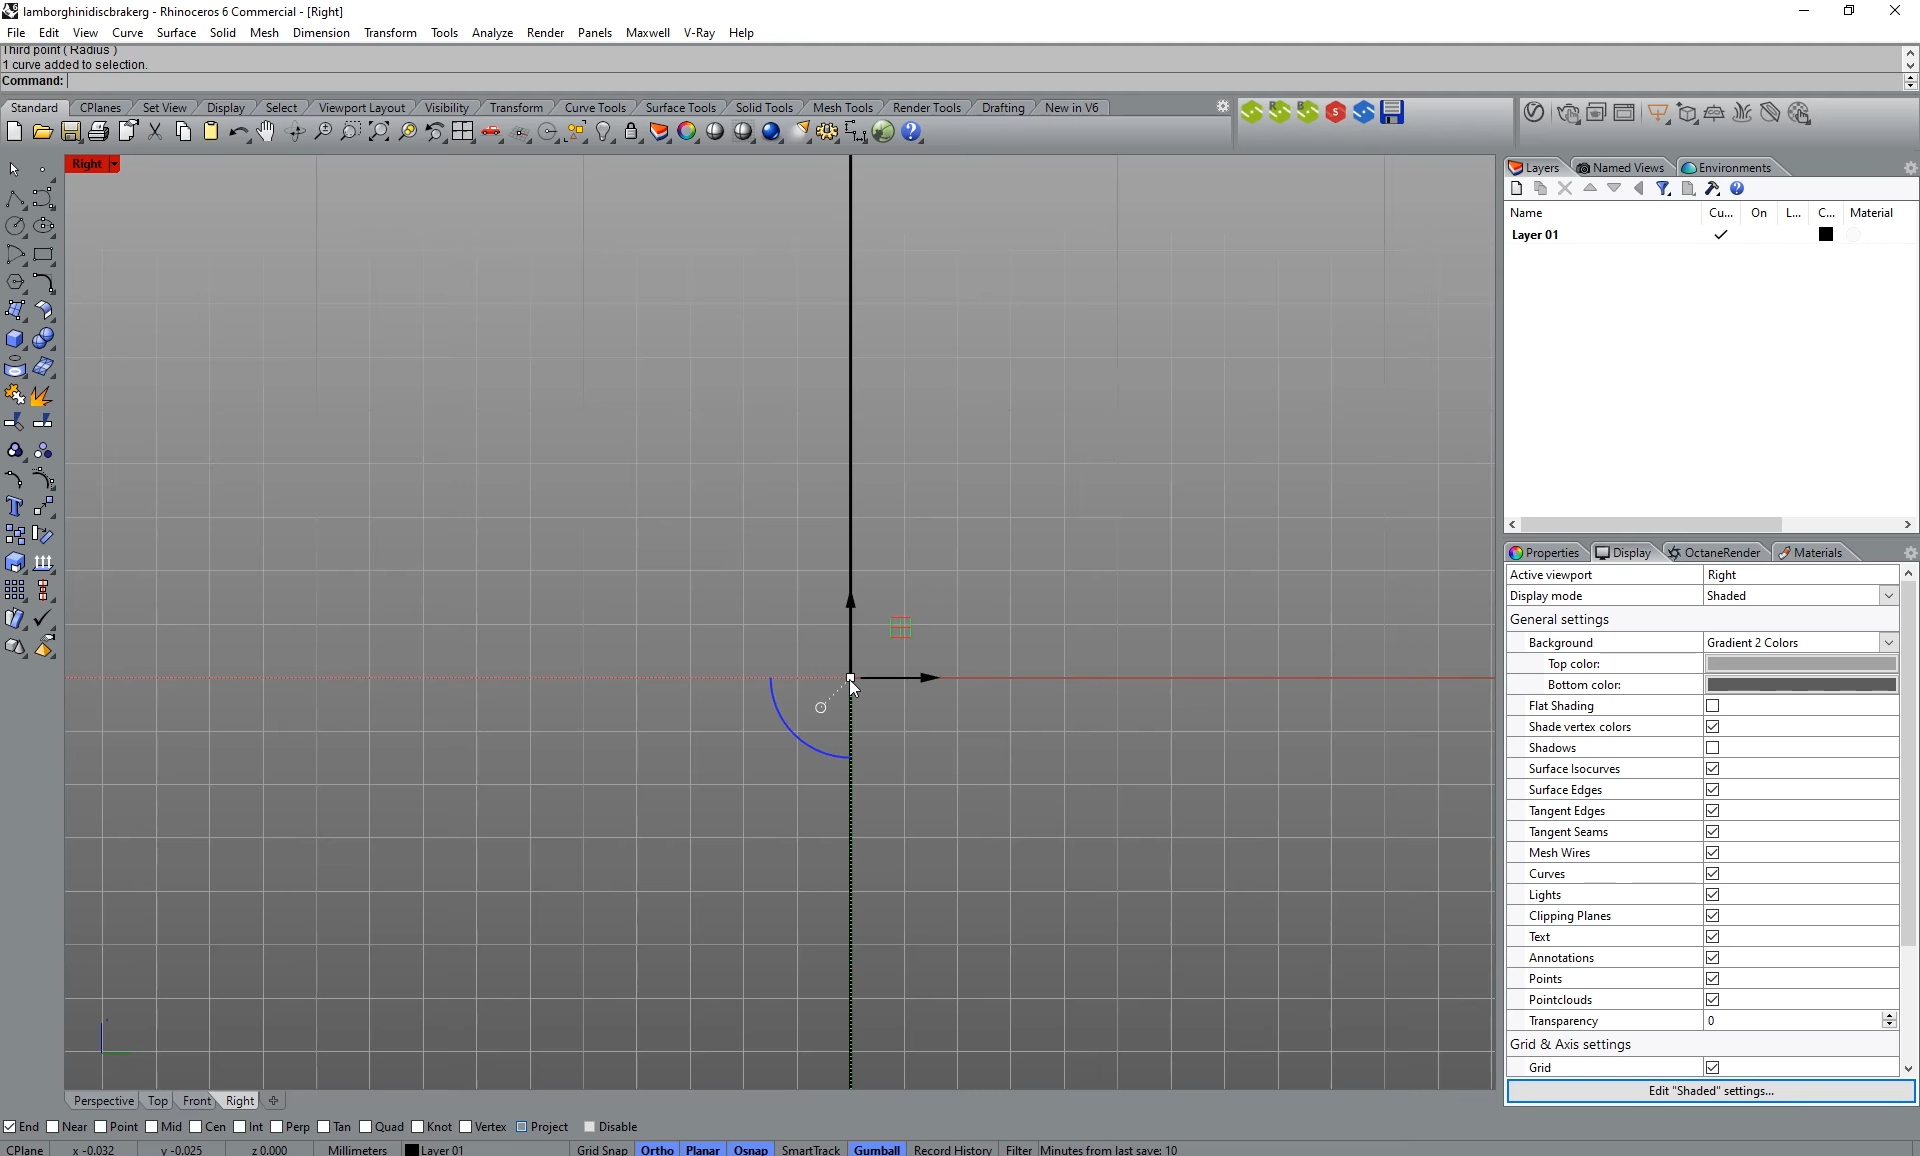 lamborghinidiscbrakerg - Rhinoceros 6 Commercial - [Right]
File Edit View Curve Surface Solid Mesh Dimension Transform Tools Analyze Render Panels Maxwell V-Ray Help
Third point ( Radius )
1 curve added to selection.
Command:
Standard CPlanes Set View Display Select Viewport Layout Visibility Transform Curve Tools Surface Tools Solid Tools Mesh Tools Render Tools Drafting New in V6
Right
Layers Named Views Environments
Name Cu... On L... C... Material
Layer 01
Properties Display OctaneRender Materials
Active viewport Right
Display mode Shaded
General settings
Background Gradient 2 Colors
Top color:
Bottom color:
Flat Shading
Shade vertex colors
Shadows
Surface Isocurves
Surface Edges
Tangent Edges
Tangent Seams
Mesh Wires
Curves
Lights
Clipping Planes
Text
Annotations
Points
Pointclouds
Transparency 0
Grid & Axis settings
Grid
Edit "Shaded" settings...
Perspective Top Front Right
End Near Point Mid Cen Int Perp Tan Quad Knot Vertex Project Disable
CPlane x -0.032 y -0.025 z 0.000 Millimeters Layer 01 Grid Snap Ortho Planar Osnap SmartTrack Gumball Record History Filter Minutes from last save: 10